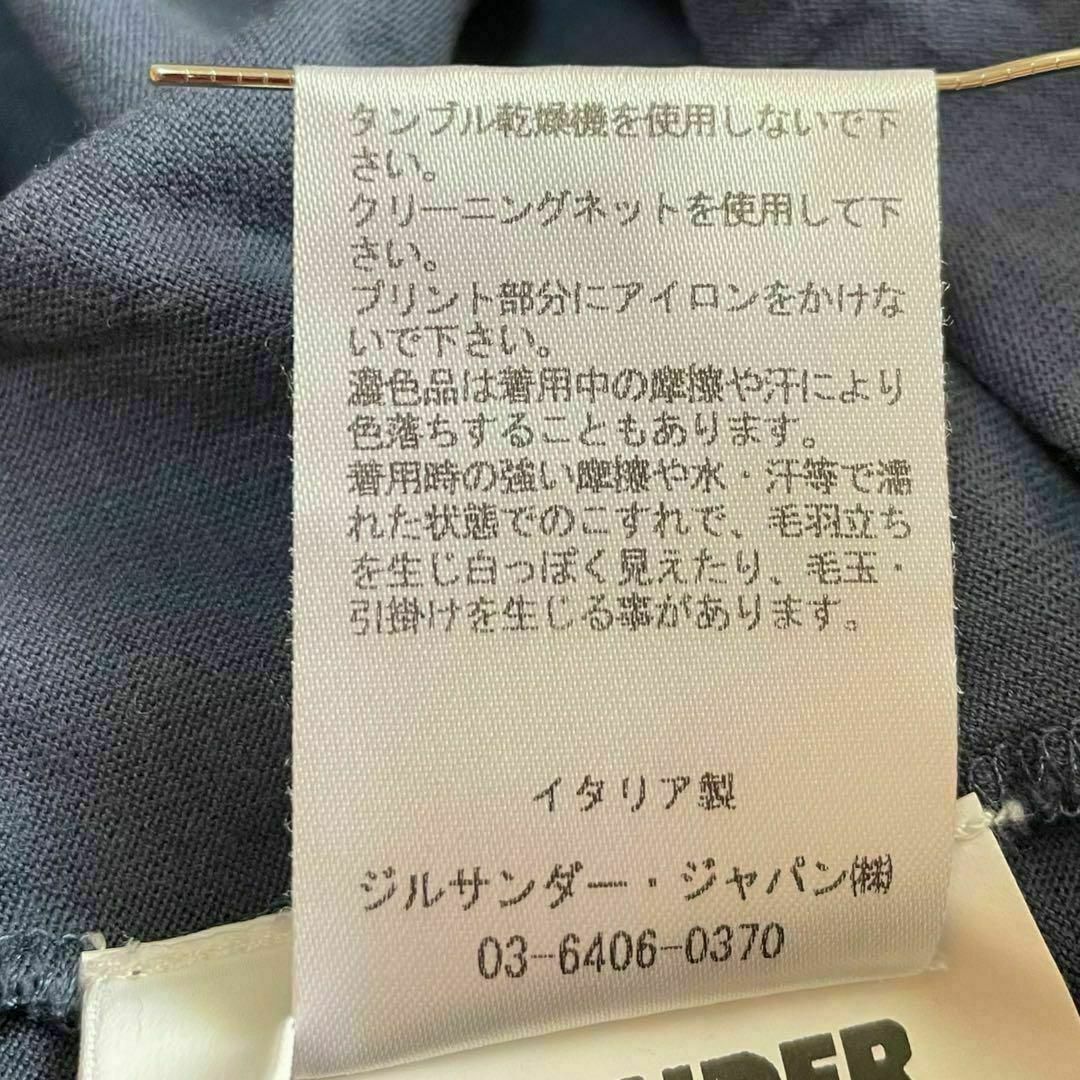 タンブル乾燥機を使用しないで下
さい。
クリーニングネットを使用して下
さい。
プリント部分にアイロンをかけな
いで下さい。
濃色品は着用中の摩擦や汗により
色落ちすることもあります。
着用時の強い摩擦や水・汗等で濡
れた状態でのこすれで、毛羽立ち
を生じ白っぽく見えたり、毛玉・
引掛けを生じる事があります。
イタリア製
ジルサンダー・ジャパン㈱
03-6406-0370